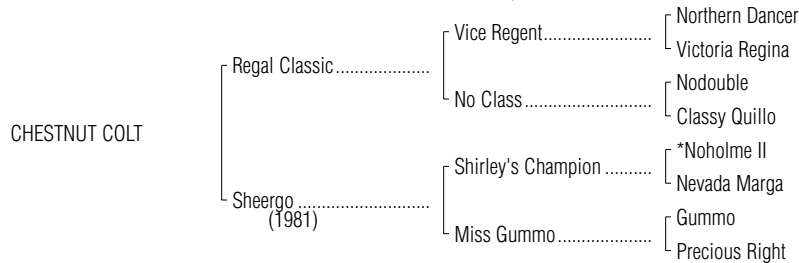 Northern Dancer
Vice Regent......................
Victoria Regina
Regal Classic...................
Nodouble
No Class..........................
Classy Quillo
CHESTNUT COLT
*Noholme II
Shirley's Champion ..........
Nevada Marga
Sheergo ...........................
(1981)
Gummo
Miss Gummo...................
Precious Right